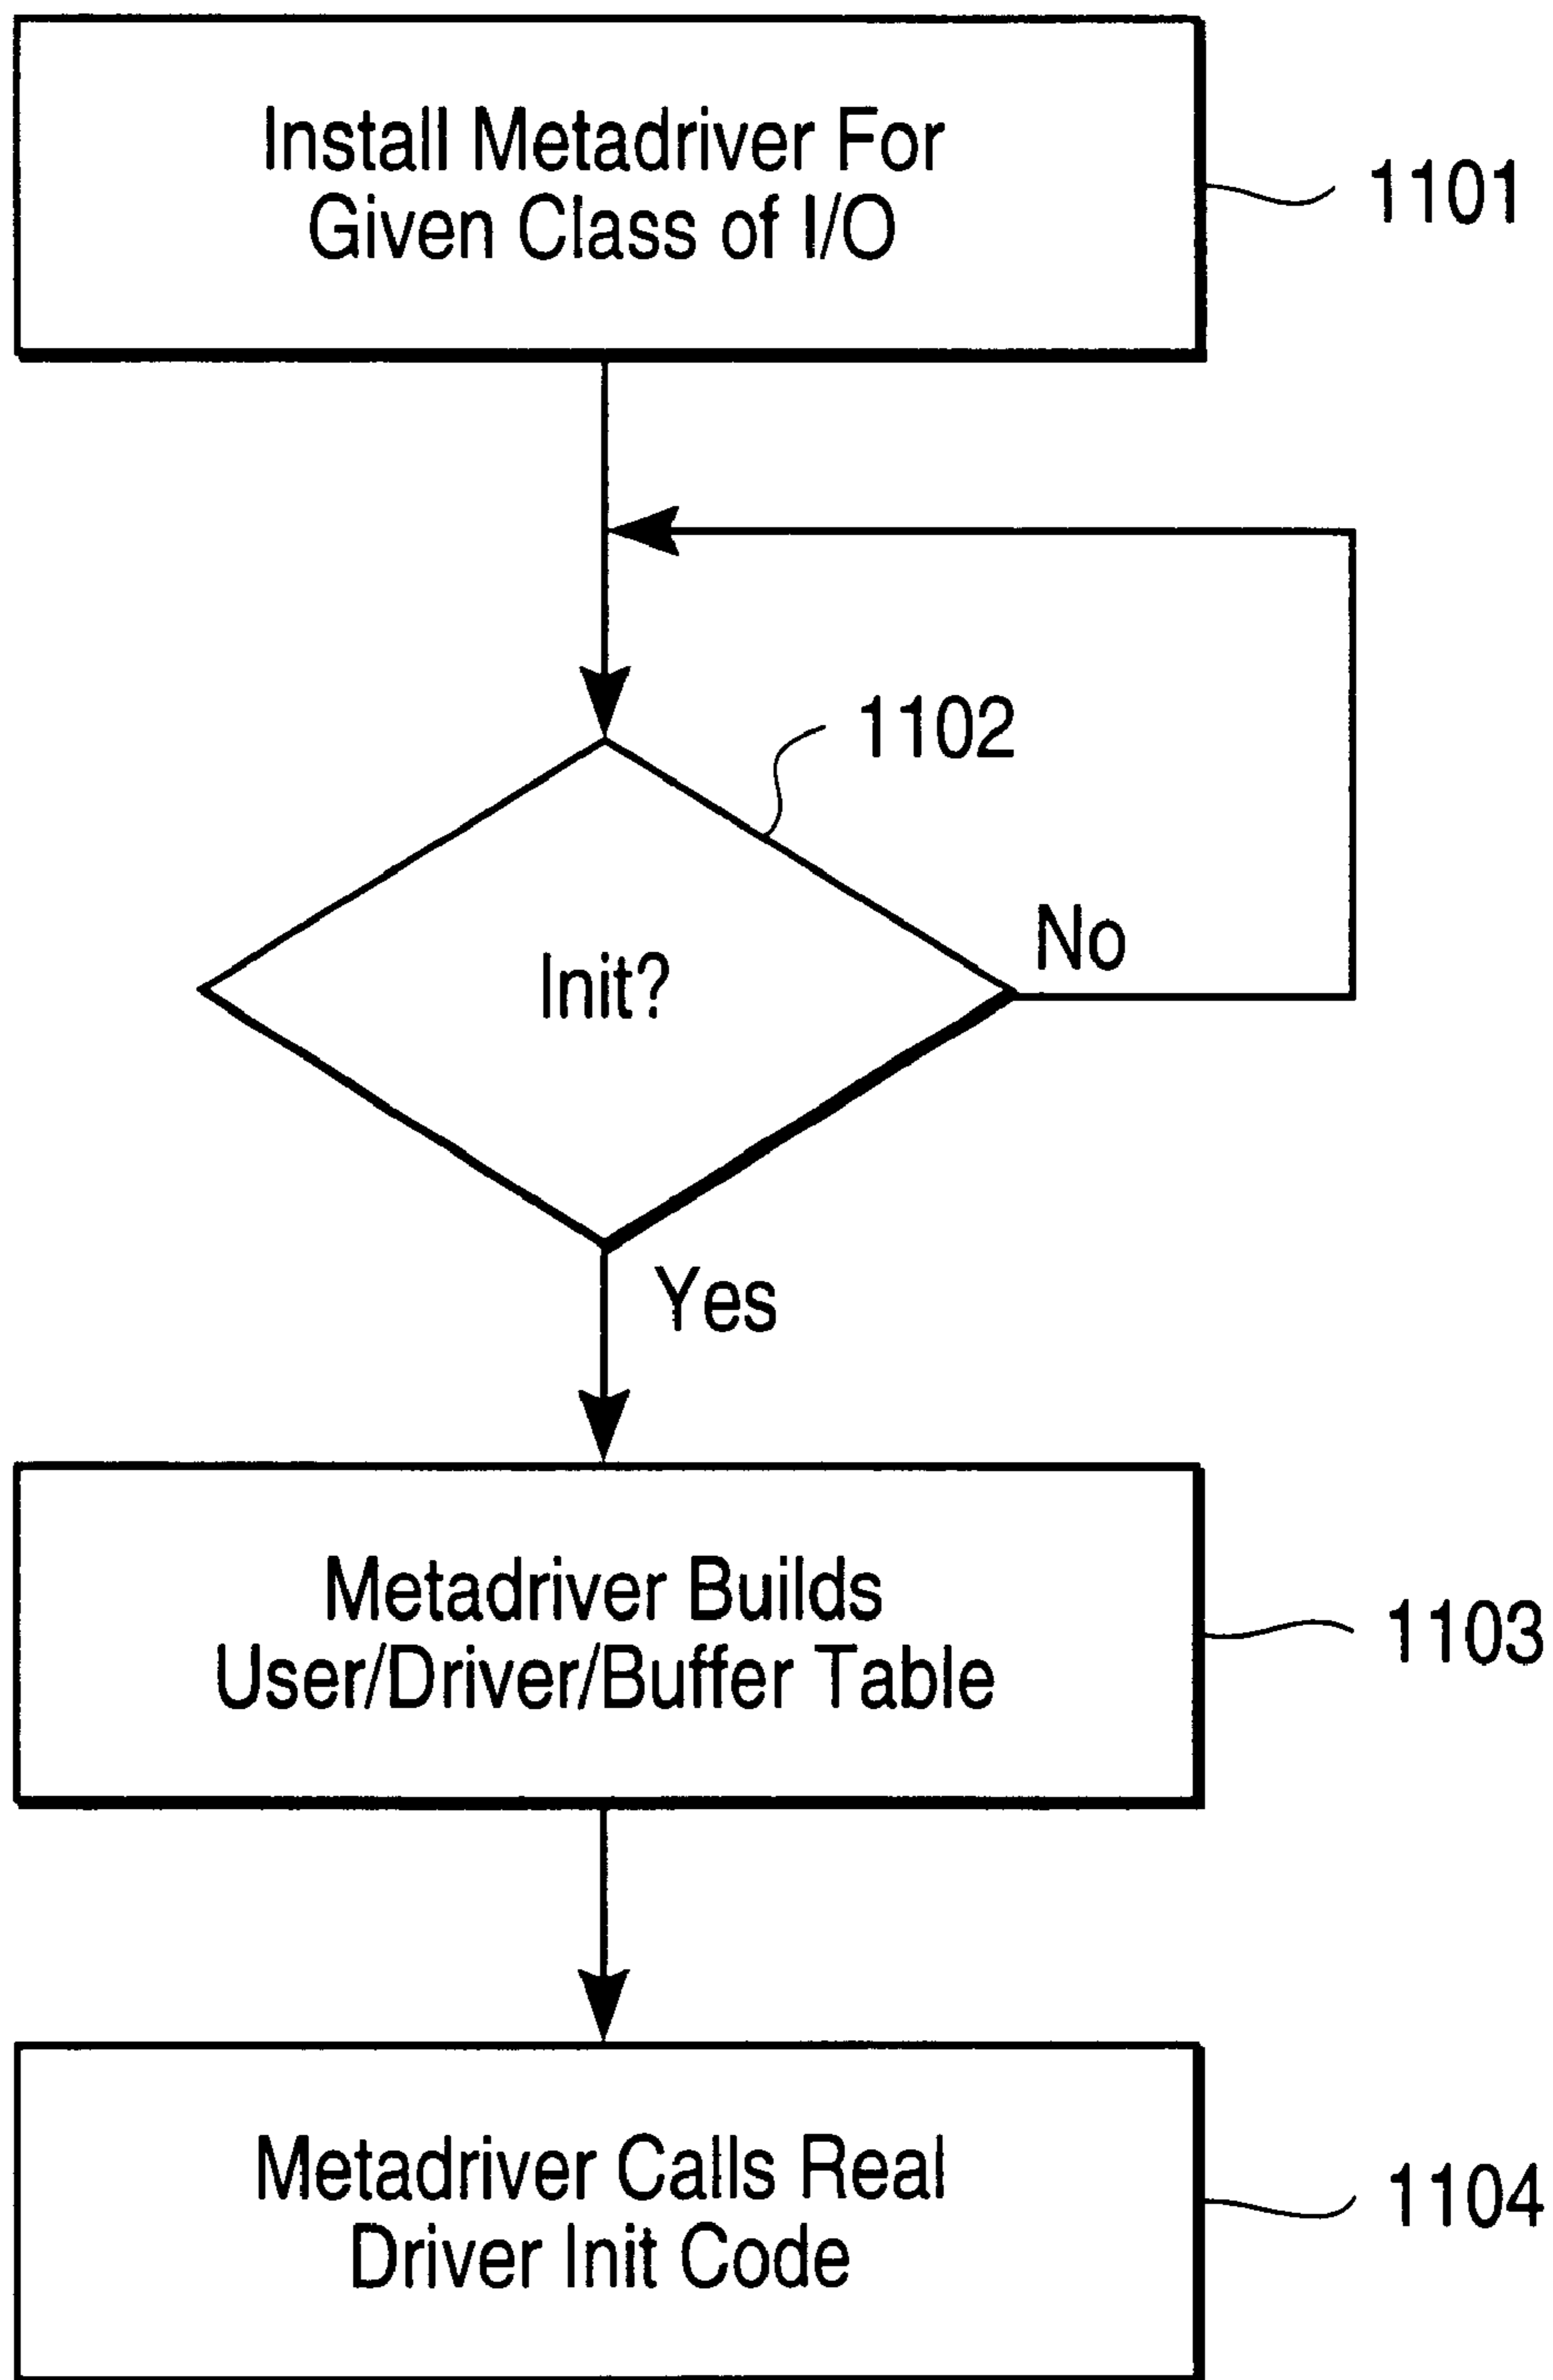 Install Metadriver For
Given Class of I/O
1101
1102
Init?
No
Yes
Metadriver Builds
User/Driver/Buffer Table
1103
Metadriver Calls Real
Driver Init Code
1104